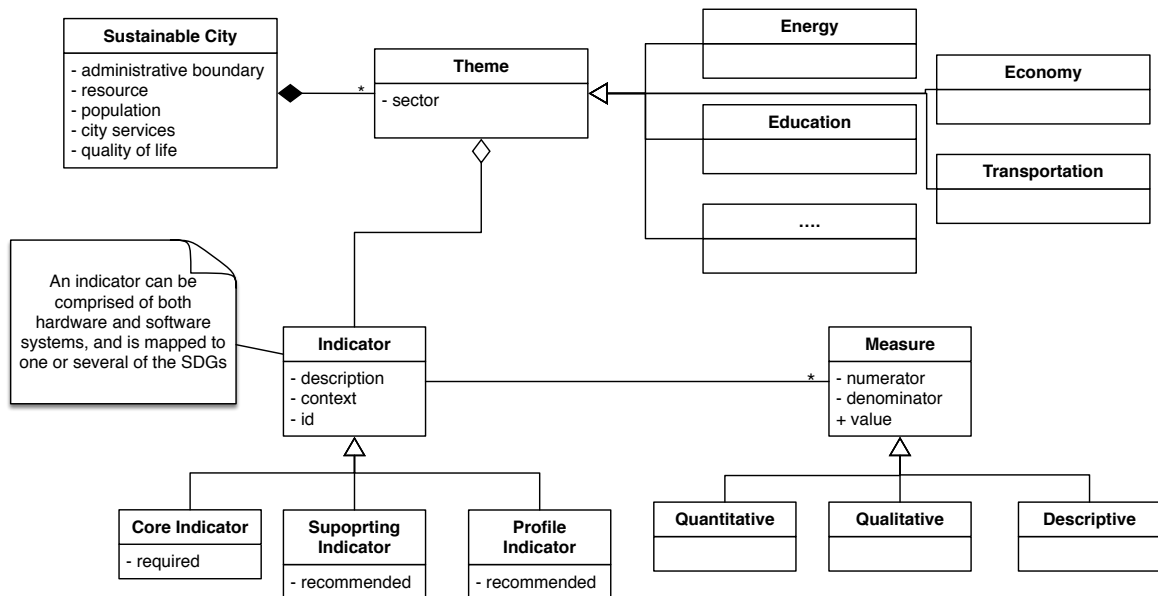 Sustainable City
- administrative boundary
- resource
- population
- city services
- quality of life
*
Theme
- sector
Energy
Economy
Education
Transportation
....
An indicator can be
comprised of both
hardware and software
systems, and is mapped to
one or several of the SDGs
Indicator
- description
- context
- id
*
Measure
- numerator
- denominator
+ value
Core Indicator
- required
Supoprting
Indicator
- recommended
Profile
Indicator
- recommended
Quantitative
Qualitative
Descriptive